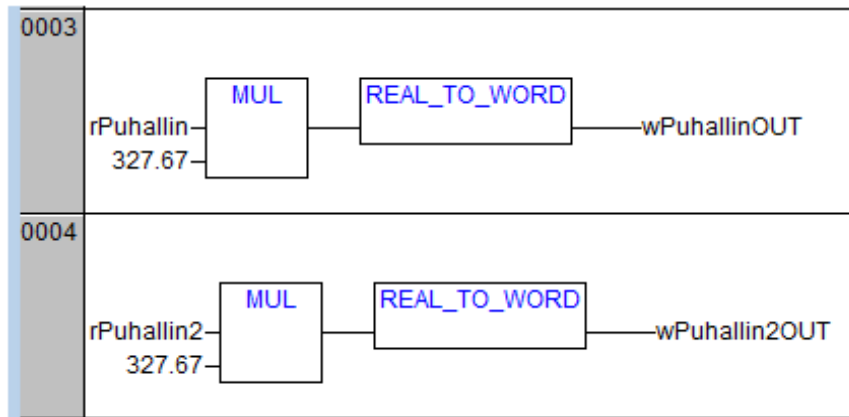 0003
MUL REAL_TO_WORD
rPuhallin wPuhallinOUT
327.67
0004
MUL REAL_TO_WORD
rPuhallin2 wPuhallin2OUT
327.67